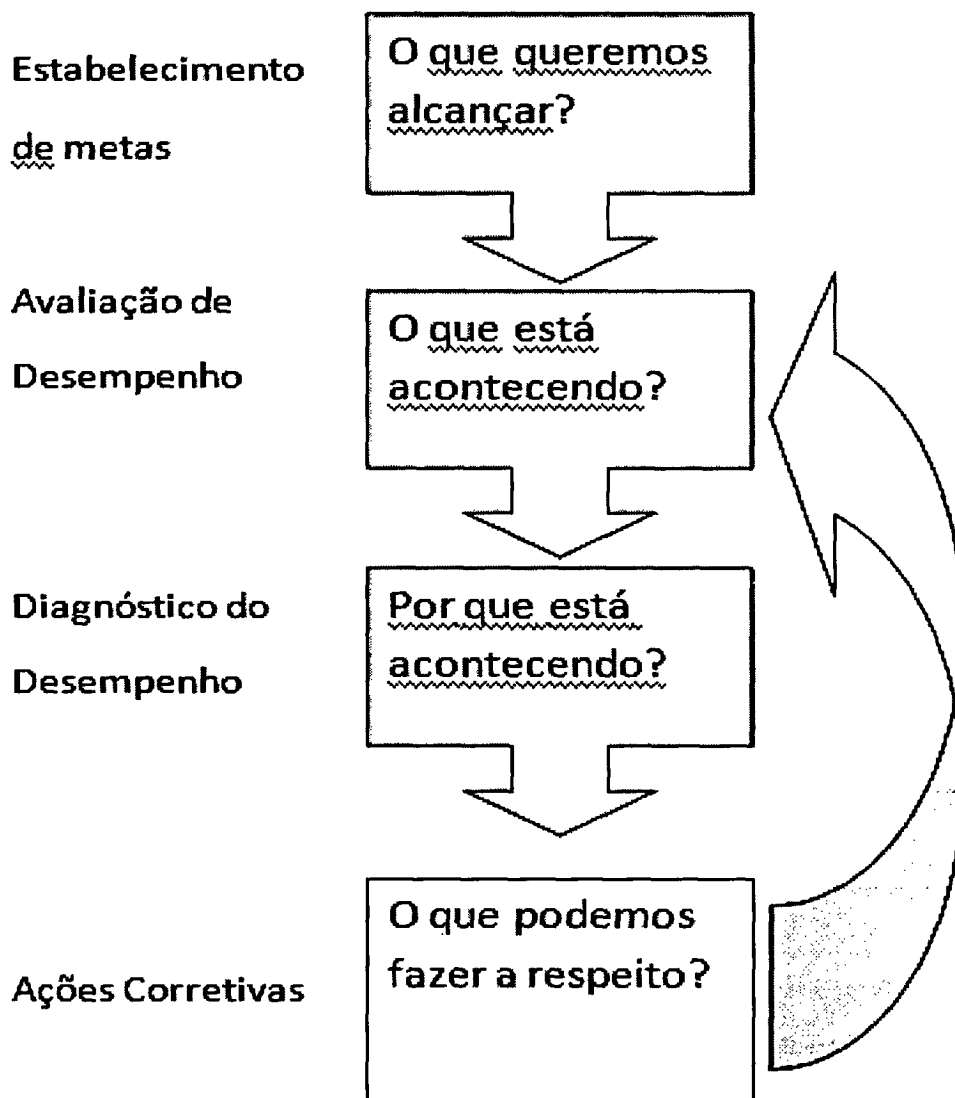 Estabelecimento
de metas
O que queremos
alcançar?
Avaliação de
Desempenho
O que está
acontecendo?
Diagnóstico do
Desempenho
Por que está
acontecendo?
Ações Corretivas
O que podemos
fazer a respeito?